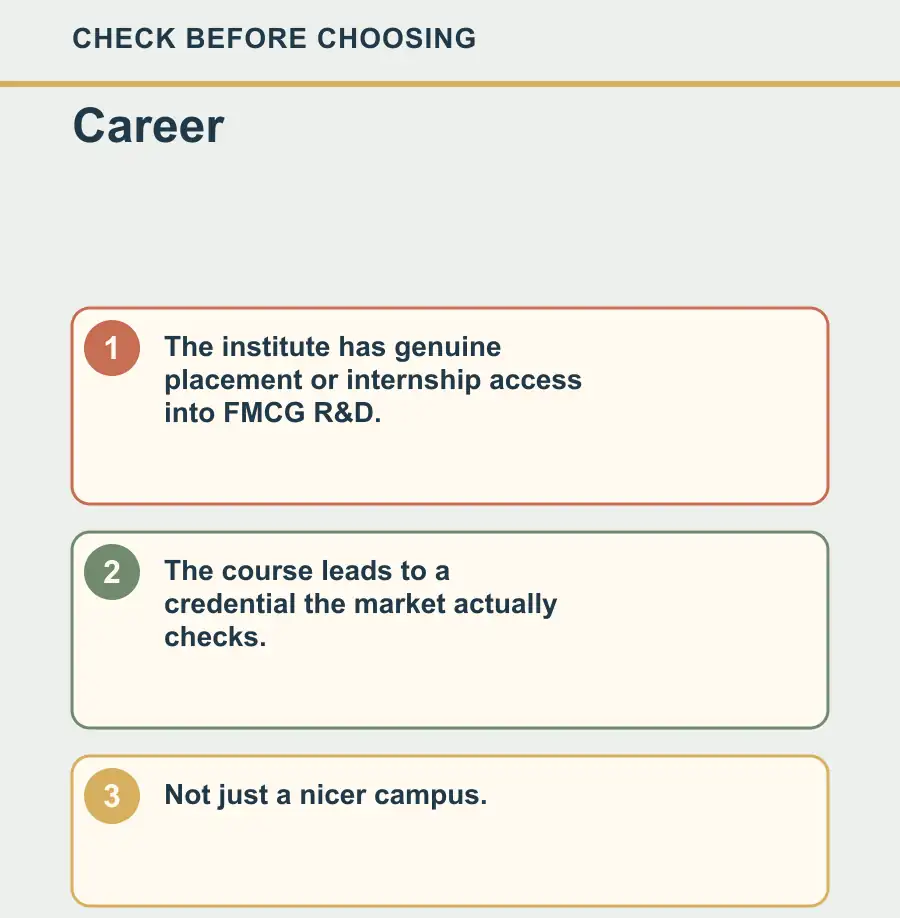 CHECK BEFORE CHOOSING
Career
1
The institute has genuine
placement or internship access
into FMCG R&D.
2
The course leads to a
credential the market actually
checks.
3
Not just a nicer campus.